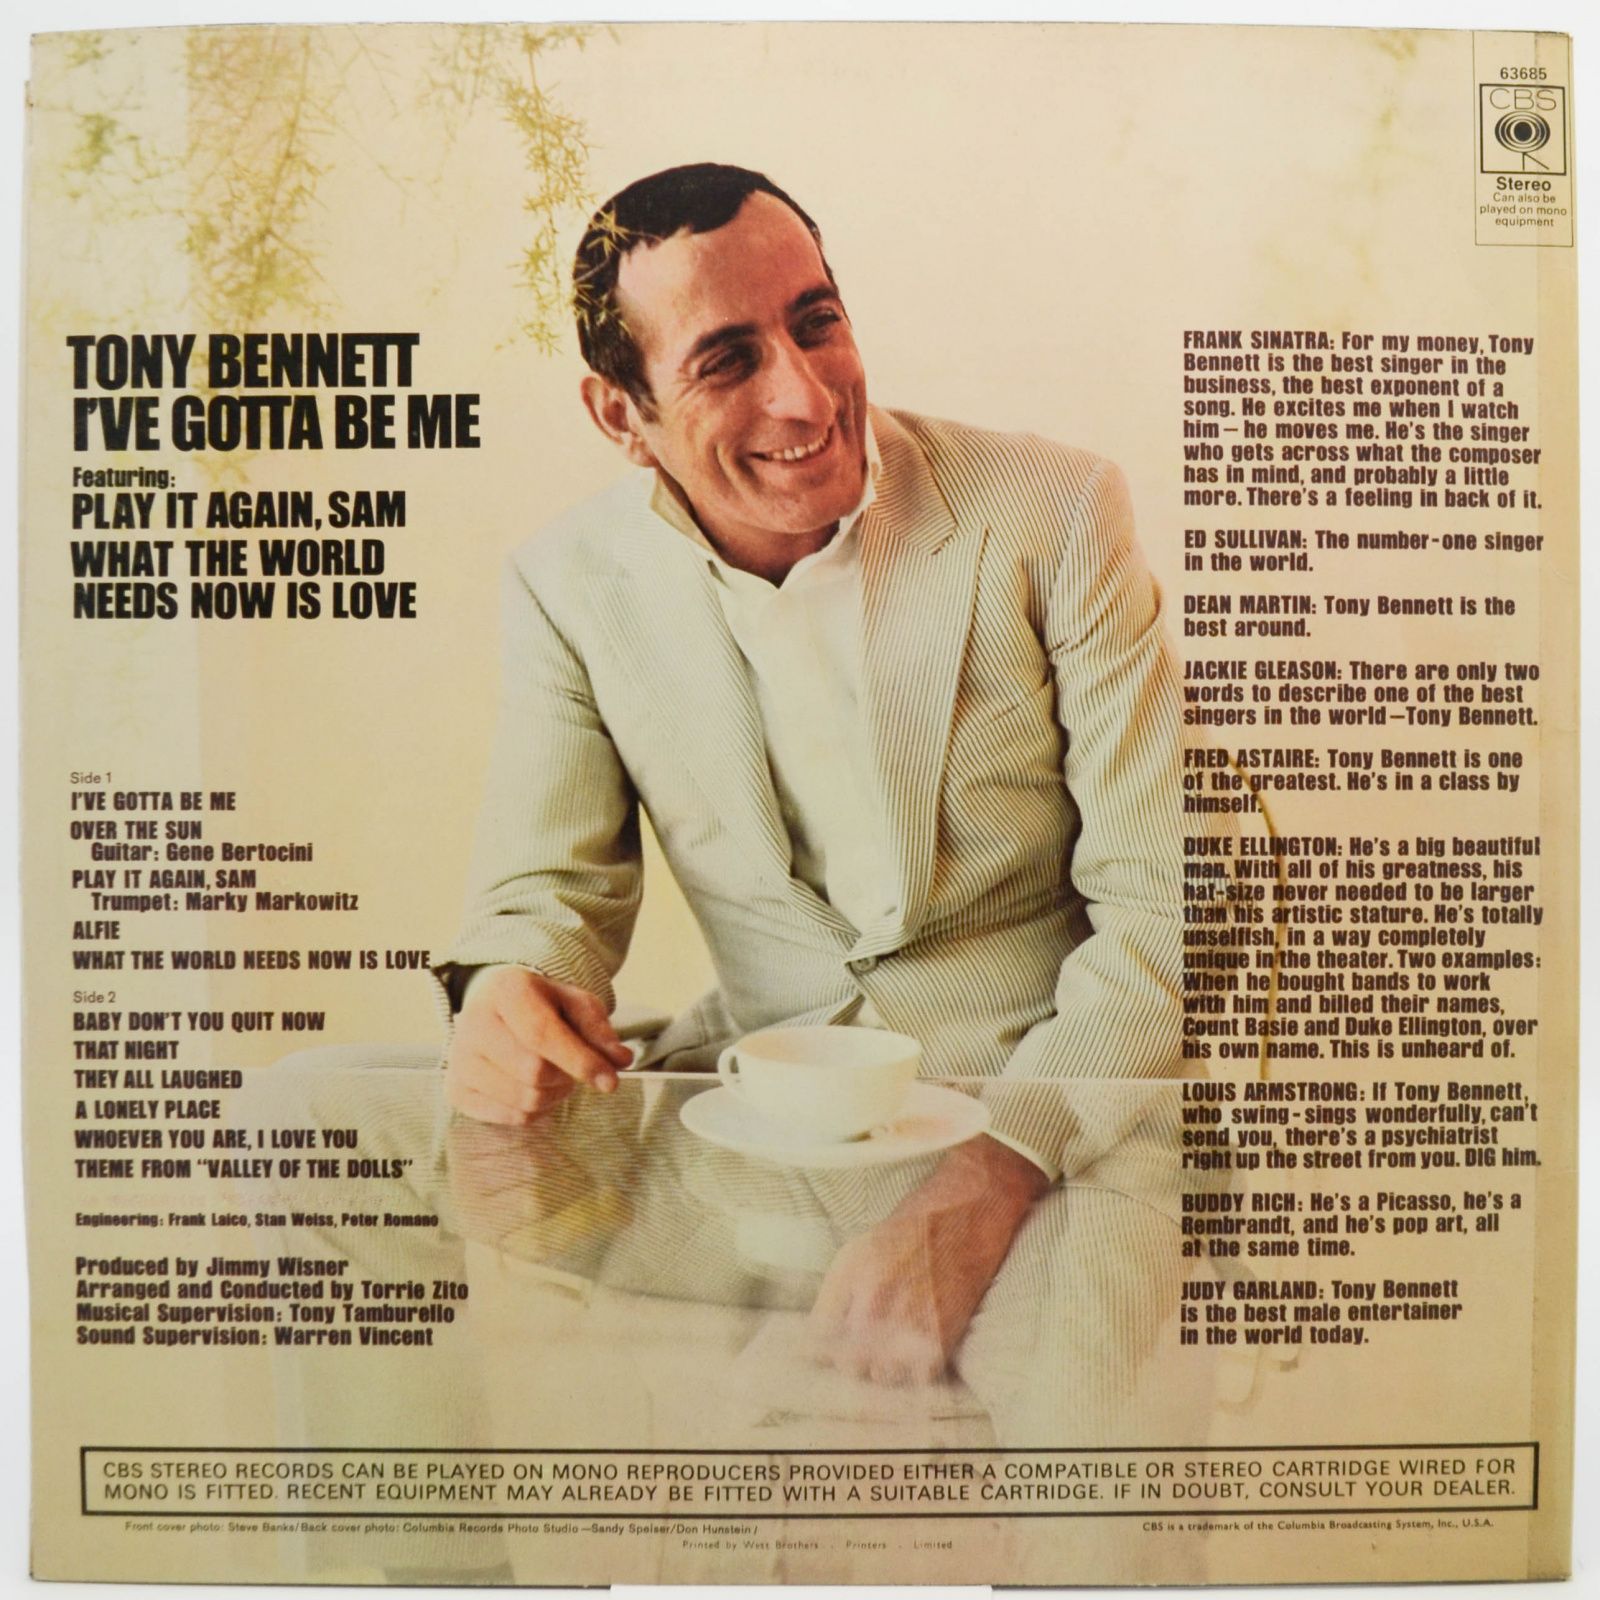 63685
CBS
Stereo
Can also be
played on mono
equipment
TONY BENNETT
I'VE GOTTA BE ME
Featuring:
PLAY IT AGAIN, SAM
WHAT THE WORLD
NEEDS NOW IS LOVE
Side 1
I'VE GOTTA BE ME
OVER THE SUN
Guitar: Gene Bertocini
PLAY IT AGAIN, SAM
Trumpet: Marky Markowitz
ALFIE
WHAT THE WORLD NEEDS NOW IS LOVE
Side 2
BABY DON'T YOU QUIT NOW
THAT NIGHT
THEY ALL LAUGHED
A LONELY PLACE
WHOEVER YOU ARE, I LOVE YOU
THEME FROM "VALLEY OF THE DOLLS"
Engineering: Frank Laico, Stan Weiss, Peter Romano
Produced by Jimmy Wisner
Arranged and Conducted by Torrie Zito
Musical Supervision: Tony Tamburello
Sound Supervision: Warren Vincent
FRANK SINATRA: For my money, Tony
Bennett is the best singer in the
business, the best exponent of a
song. He excites me when I watch
him – he moves me. He's the singer
who gets across what the composer
has in mind, and probably a little
more. There's a feeling in back of it.
ED SULLIVAN: The number-one singer
in the world.
DEAN MARTIN: Tony Bennett is the
best around.
JACKIE GLEASON: There are only two
words to describe one of the best
singers in the world – Tony Bennett.
FRED ASTAIRE: Tony Bennett is one
of the greatest. He's in a class by
himself.
DUKE ELLINGTON: He's a big beautiful
man. With all of his greatness, his
hat-size never needed to be larger
than his artistic stature. He's totally
unselfish, in a way completely
unique in the theater. Two examples:
When he bought bands to work
with him and billed their names,
Count Basie and Duke Ellington, over
his own name. This is unheard of.
LOUIS ARMSTRONG: If Tony Bennett,
who swing-sings wonderfully, can't
send you, there's a psychiatrist
right up the street from you. DIG him.
BUDDY RICH: He's a Picasso, he's a
Rembrandt, and he's pop art, all
at the same time.
JUDY GARLAND: Tony Bennett
is the best male entertainer
in the world today.
CBS STEREO RECORDS CAN BE PLAYED ON MONO REPRODUCERS PROVIDED EITHER A COMPATIBLE OR STEREO CARTRIDGE WIRED FOR
MONO IS FITTED. RECENT EQUIPMENT MAY ALREADY BE FITTED WITH A SUITABLE CARTRIDGE. IF IN DOUBT, CONSULT YOUR DEALER.
Front cover photo: Steve Banks/Back cover photo: Columbia Records Photo Studio – Sandy Speiser/Don Hunstein/
CBS is a trademark of the Columbia Broadcasting System, Inc., U.S.A.
Printed by West Brothers . Printers . Limited